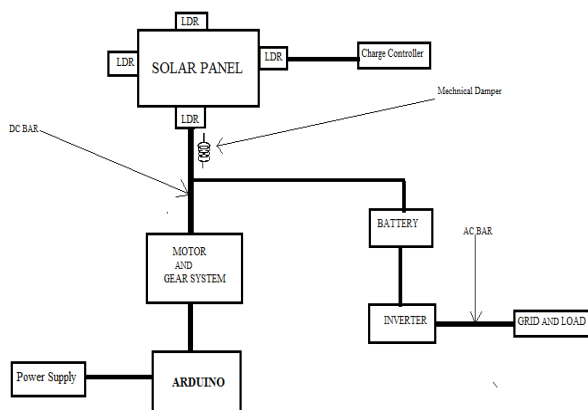 LDR
LDR
SOLAR PANEL
LDR
Charge Controller
LDR
Mechnical Damper
DC BAR
BATTERY
AC BAR
MOTOR
AND
GEAR SYSTEM
INVERTER
GRID AND LOAD
Power Supply
ARDUINO